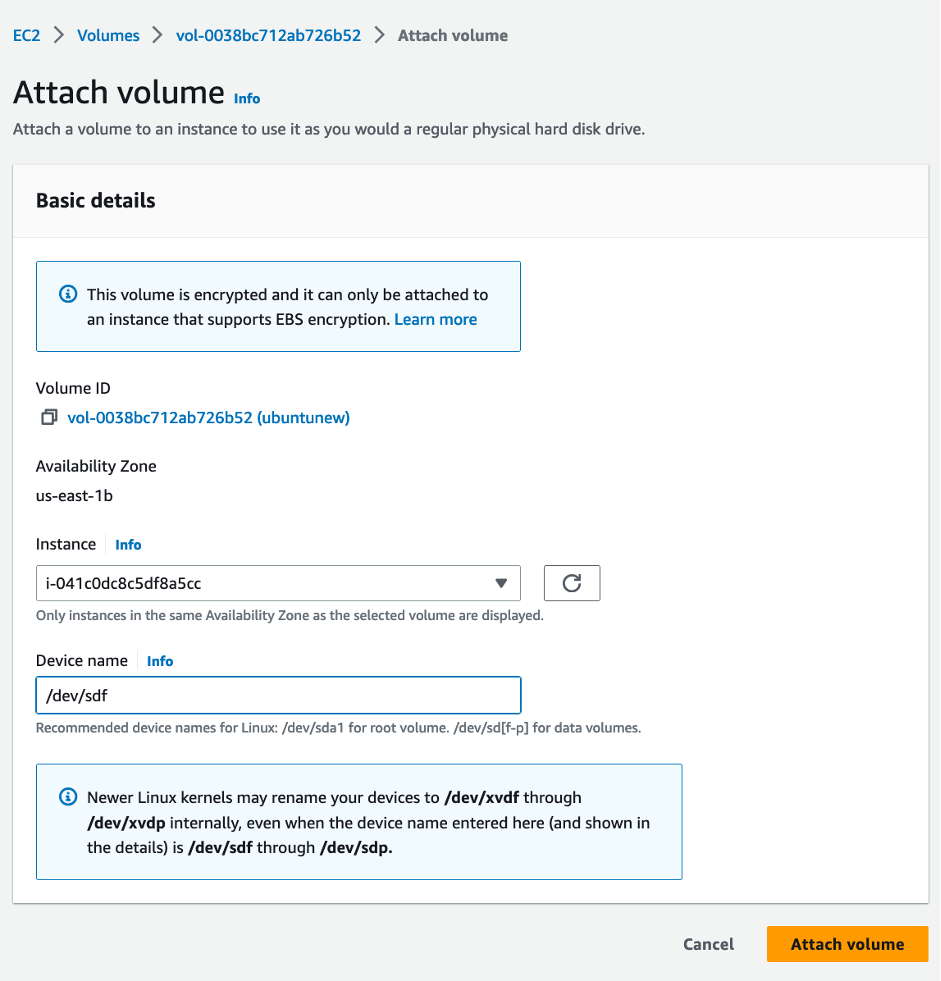 EC2 > Volumes > vol-0038bc712ab726b52 > Attach volume
Attach volume Info
Attach a volume to an instance to use it as you would a regular physical hard disk drive.
Basic details
This volume is encrypted and it can only be attached to
an instance that supports EBS encryption. Learn more
Volume ID
vol-0038bc712ab726b52 (ubuntunew)
Availability Zone
us-east-1b
Instance Info
i-041c0dc8c5df8a5cc
Only instances in the same Availability Zone as the selected volume are displayed.
Device name Info
/dev/sdf
Recommended device names for Linux: /dev/sda1 for root volume. /dev/sd[f-p] for data volumes.
Newer Linux kernels may rename your devices to /dev/xvdf through
/dev/xvdp internally, even when the device name entered here (and shown in
the details) is /dev/sdf through /dev/sdp.
Cancel Attach volume